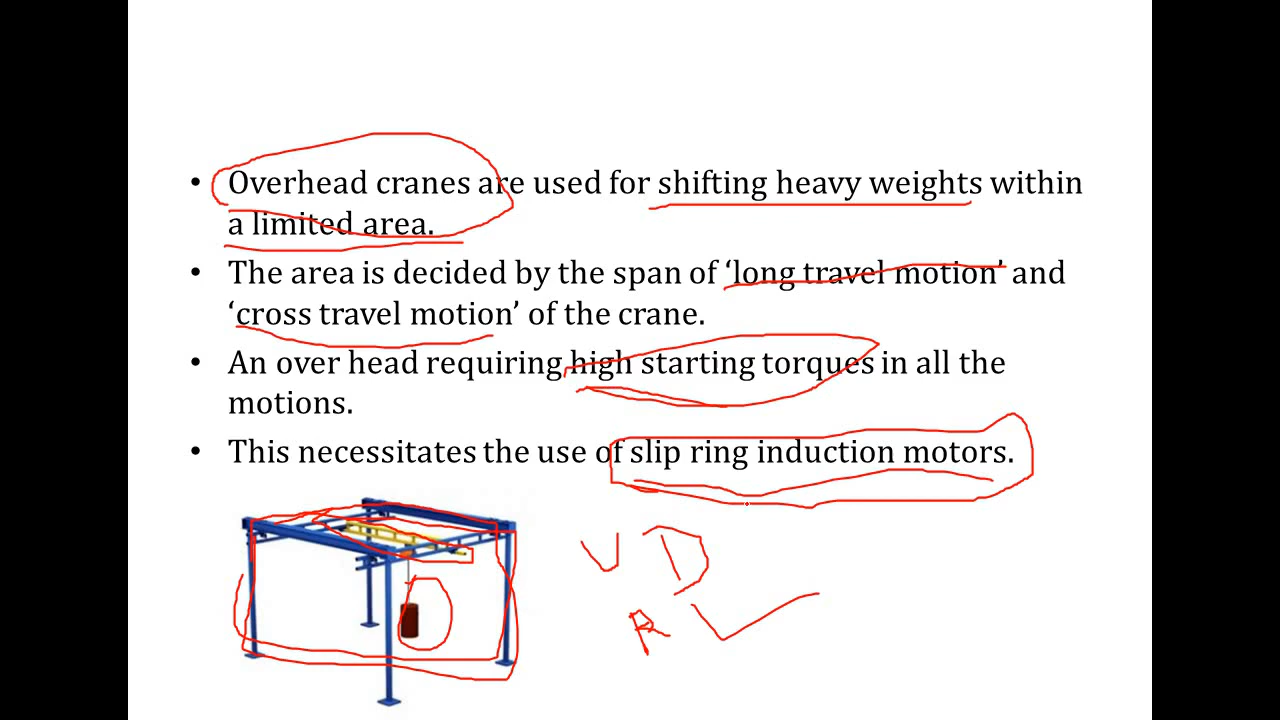 • Overhead cranes are used for shifting heavy weights within
a limited area.
• The area is decided by the span of ‘long travel motion’ and
‘cross travel motion’ of the crane.
• An over head requiring high starting torques in all the
motions.
• This necessitates the use of slip ring induction motors.
V D
R